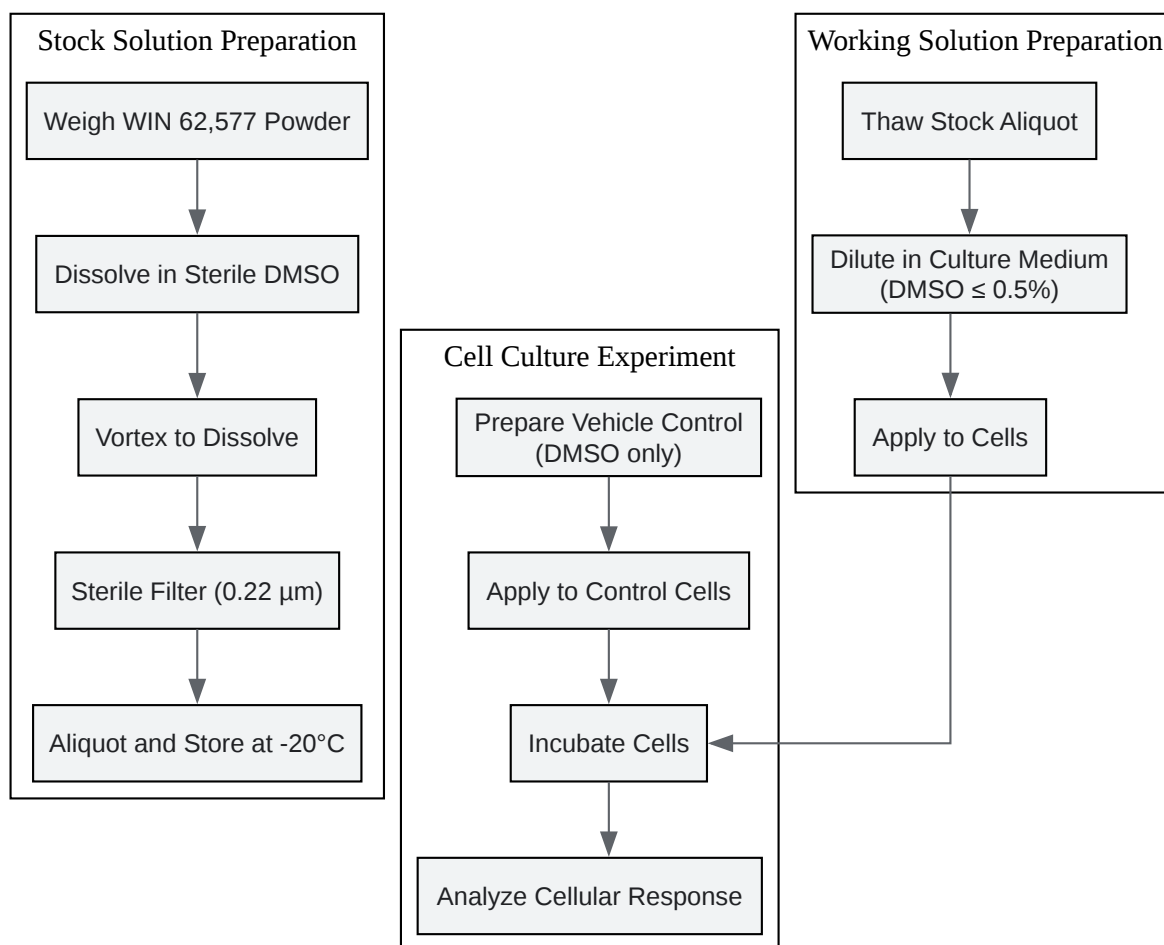 Stock Solution Preparation
Weigh WIN 62,577 Powder
Dissolve in Sterile DMSO
Vortex to Dissolve
Sterile Filter (0.22 µm)
Aliquot and Store at -20°C
Cell Culture Experiment
Prepare Vehicle Control
(DMSO only)
Apply to Control Cells
Incubate Cells
Analyze Cellular Response
Working Solution Preparation
Thaw Stock Aliquot
Dilute in Culture Medium
(DMSO ≤ 0.5%)
Apply to Cells